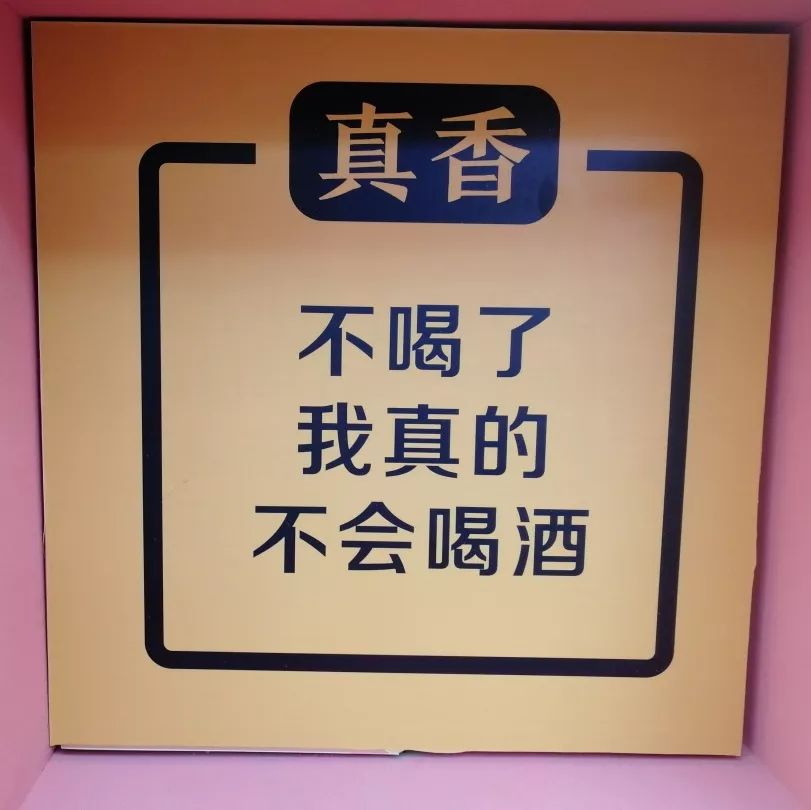 真香
不喝了
我真的
不会喝酒